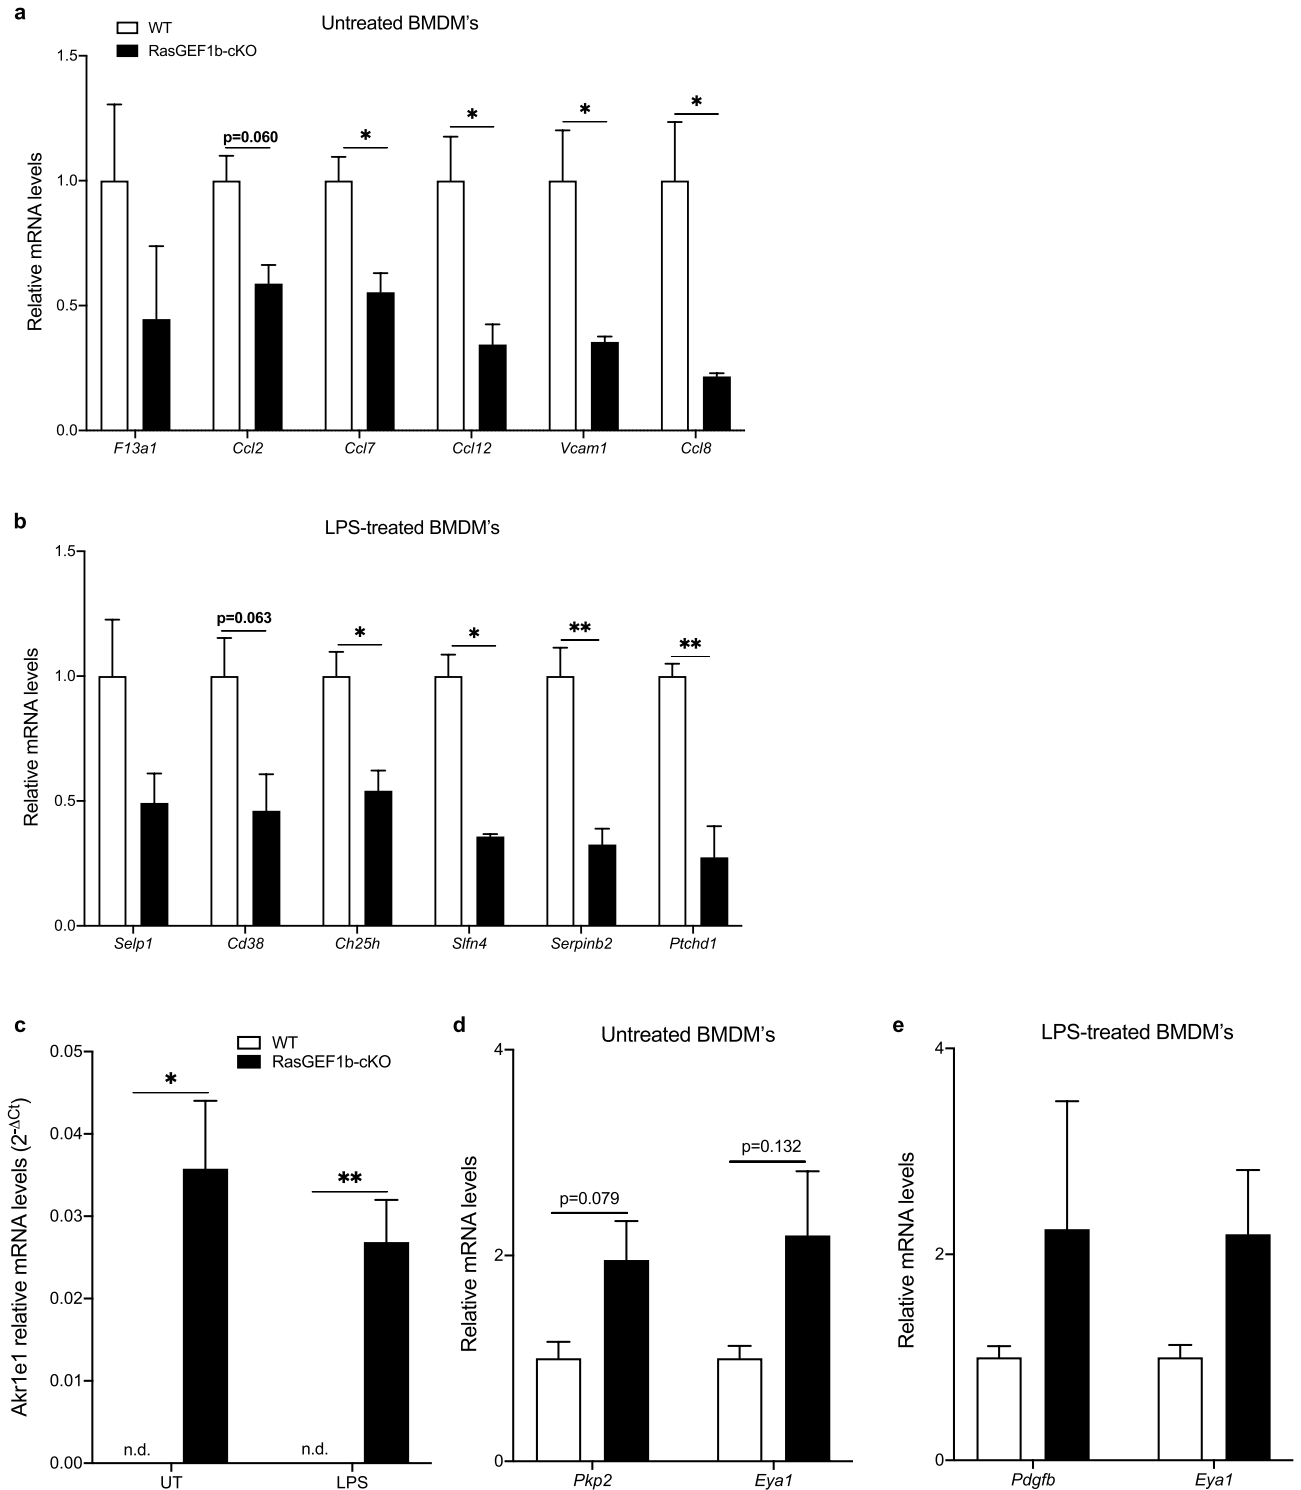 a
Untreated BMDM’s
WT
RasGEF1b-cKO
Relative mRNA levels
1.5
1.0
0.5
0.0
p=0.060
*
*
*
*
F13a1 Ccl2 Ccl7 Ccl12 Vcam1 Ccl8
b
LPS-treated BMDM’s
Relative mRNA levels
1.5
1.0
0.5
0.0
p=0.063
*
*
**
**
Selp1 Cd38 Ch25h Slfn4 Serpinb2 Ptchd1
c
WT
RasGEF1b-cKO
Akr1e1 relative mRNA levels (2-ΔCt)
0.05
0.04
0.03
0.02
0.01
0.00
*
**
n.d. n.d.
UT LPS
d
Untreated BMDM’s
Relative mRNA levels
4
2
0
p=0.079
p=0.132
Pkp2 Eya1
e
LPS-treated BMDM’s
Relative mRNA levels
4
2
0
Pdgfb Eya1